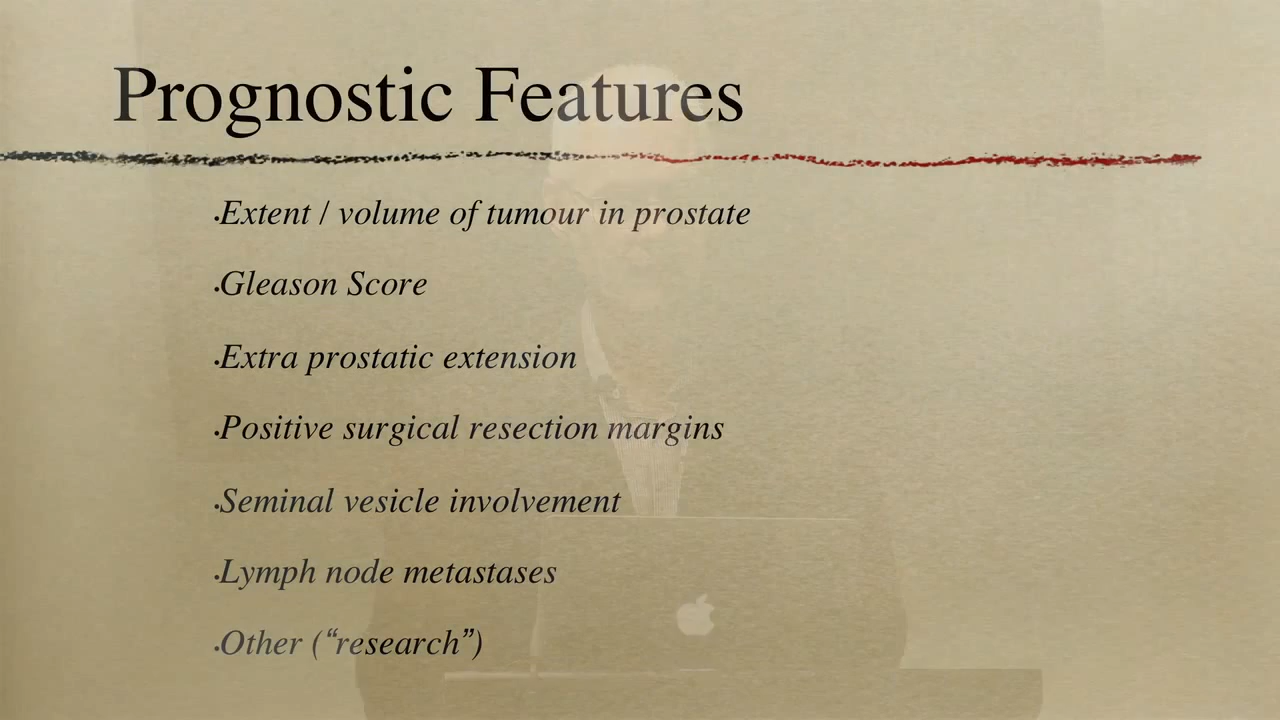 Prognostic Features
•Extent / volume of tumour in prostate
•Gleason Score
•Extra prostatic extension
•Positive surgical resection margins
•Seminal vesicle involvement
•Lymph node metastases
•Other (“research”)